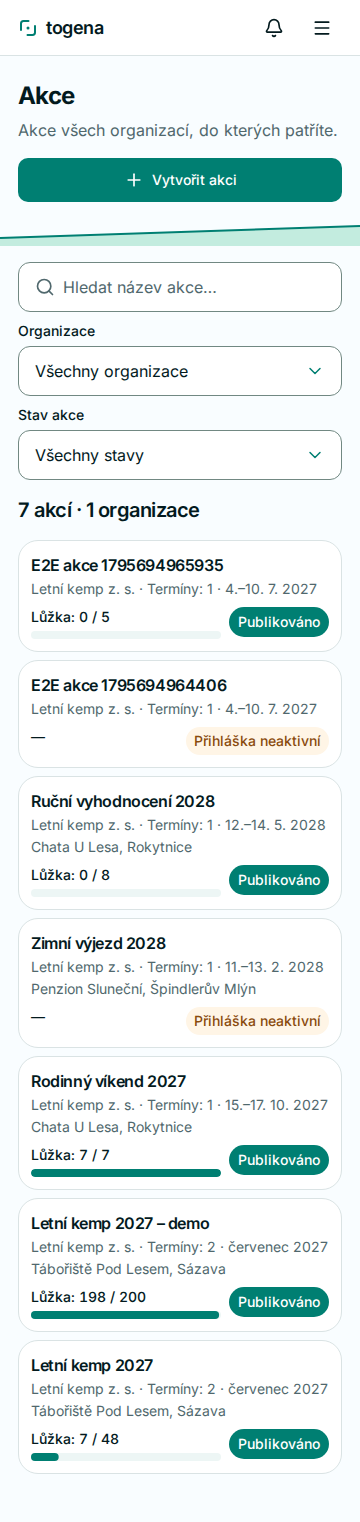 togena
Akce
Akce všech organizací, do kterých patříte.
Vytvořit akci
Hledat název akce...
Organizace
Všechny organizace
Stav akce
Všechny stavy
7 akcí · 1 organizace
E2E akce 1795694965935
Letní kemp z. s. · Termíny: 1 · 4.–10. 7. 2027
Lůžka: 0 / 5
Publikováno
E2E akce 1795694964406
Letní kemp z. s. · Termíny: 1 · 4.–10. 7. 2027
—
Přihláška neaktivní
Ruční vyhodnocení 2028
Letní kemp z. s. · Termíny: 1 · 12.–14. 5. 2028
Chata U Lesa, Rokytnice
Lůžka: 0 / 8
Publikováno
Zimní výjezd 2028
Letní kemp z. s. · Termíny: 1 · 11.–13. 2. 2028
Penzion Sluneční, Špindlerův Mlýn
—
Přihláška neaktivní
Rodinný víkend 2027
Letní kemp z. s. · Termíny: 1 · 15.–17. 10. 2027
Chata U Lesa, Rokytnice
Lůžka: 7 / 7
Publikováno
Letní kemp 2027 – demo
Letní kemp z. s. · Termíny: 2 · červenec 2027
Tábořiště Pod Lesem, Sázava
Lůžka: 198 / 200
Publikováno
Letní kemp 2027
Letní kemp z. s. · Termíny: 2 · červenec 2027
Tábořiště Pod Lesem, Sázava
Lůžka: 7 / 48
Publikováno